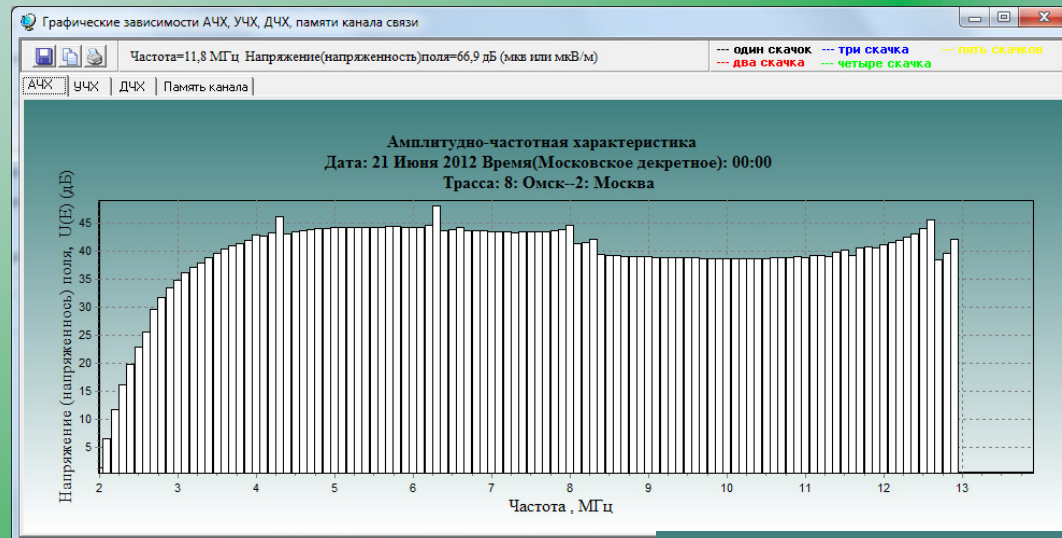 Графические зависимости АЧХ, УЧХ, ДЧХ, памяти канала связи
Частота=11,8 МГц Напряжение(напряженность)поля=66,9 дБ (мкв или мкВ/м)
--- один скачок --- три скачка --- пять скачков
--- два скачка --- четыре скачка
АЧХ УЧХ ДЧХ Память канала
Амплитудно-частотная характеристика
Дата: 21 Июня 2012 Время(Московское декретное): 00:00
Трасса: 8: Омск--2: Москва
Напряжение (напряженнось) поля, U(E) (дБ)
45
40
35
30
25
20
15
10
5
2 3 4 5 6 7 8 9 10 11 12 13
Частота , МГц